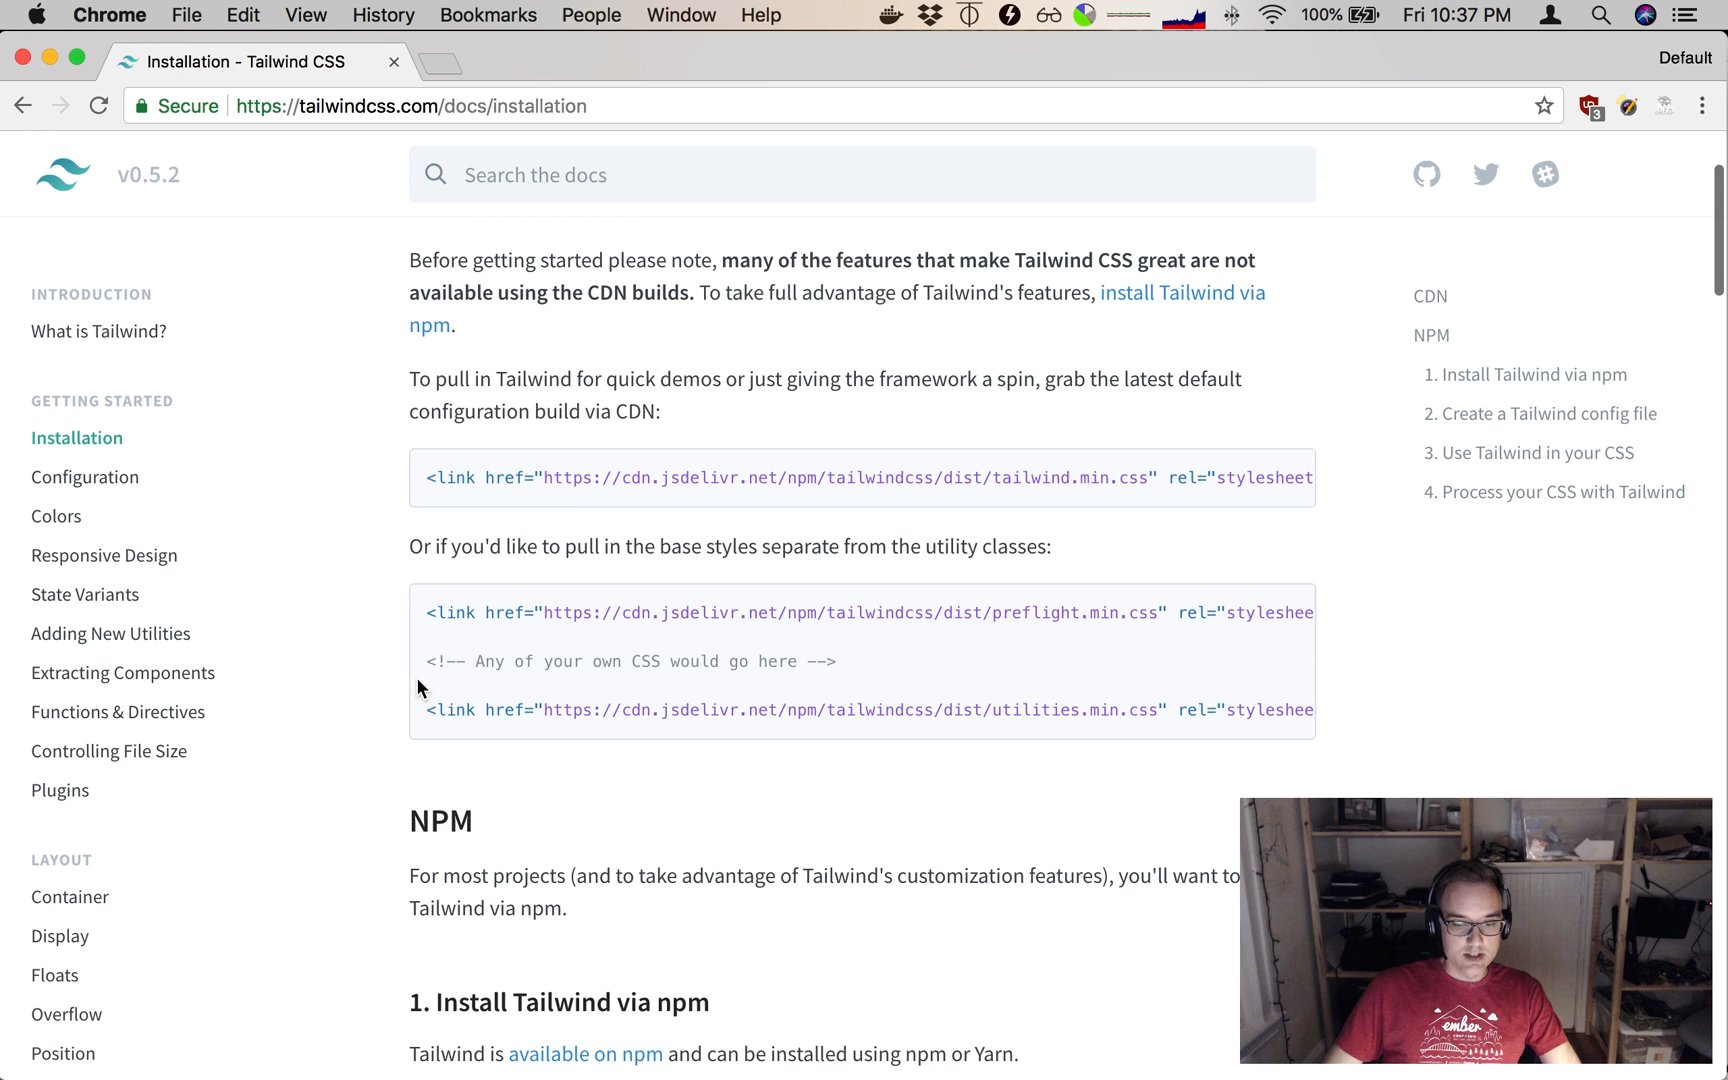 Chrome File Edit View History Bookmarks People Window Help 100% Fri 10:37 PM
Installation - Tailwind CSS Default
Secure https://tailwindcss.com/docs/installation 3
v0.5.2 Search the docs
INTRODUCTION
What is Tailwind?
GETTING STARTED
Installation
Configuration
Colors
Responsive Design
State Variants
Adding New Utilities
Extracting Components
Functions & Directives
Controlling File Size
Plugins
LAYOUT
Container
Display
Floats
Overflow
Position
Before getting started please note, many of the features that make Tailwind CSS great are not
available using the CDN builds. To take full advantage of Tailwind's features, install Tailwind via
npm.
To pull in Tailwind for quick demos or just giving the framework a spin, grab the latest default
configuration build via CDN:
<link href="https://cdn.jsdelivr.net/npm/tailwindcss/dist/tailwind.min.css" rel="stylesheet
Or if you'd like to pull in the base styles separate from the utility classes:
<link href="https://cdn.jsdelivr.net/npm/tailwindcss/dist/preflight.min.css" rel="styleshee
<!-- Any of your own CSS would go here -->
<link href="https://cdn.jsdelivr.net/npm/tailwindcss/dist/utilities.min.css" rel="styleshee
NPM
For most projects (and to take advantage of Tailwind's customization features), you'll want to
Tailwind via npm.
1. Install Tailwind via npm
Tailwind is available on npm and can be installed using npm or Yarn.
CDN
NPM
1. Install Tailwind via npm
2. Create a Tailwind config file
3. Use Tailwind in your CSS
4. Process your CSS with Tailwind
ember